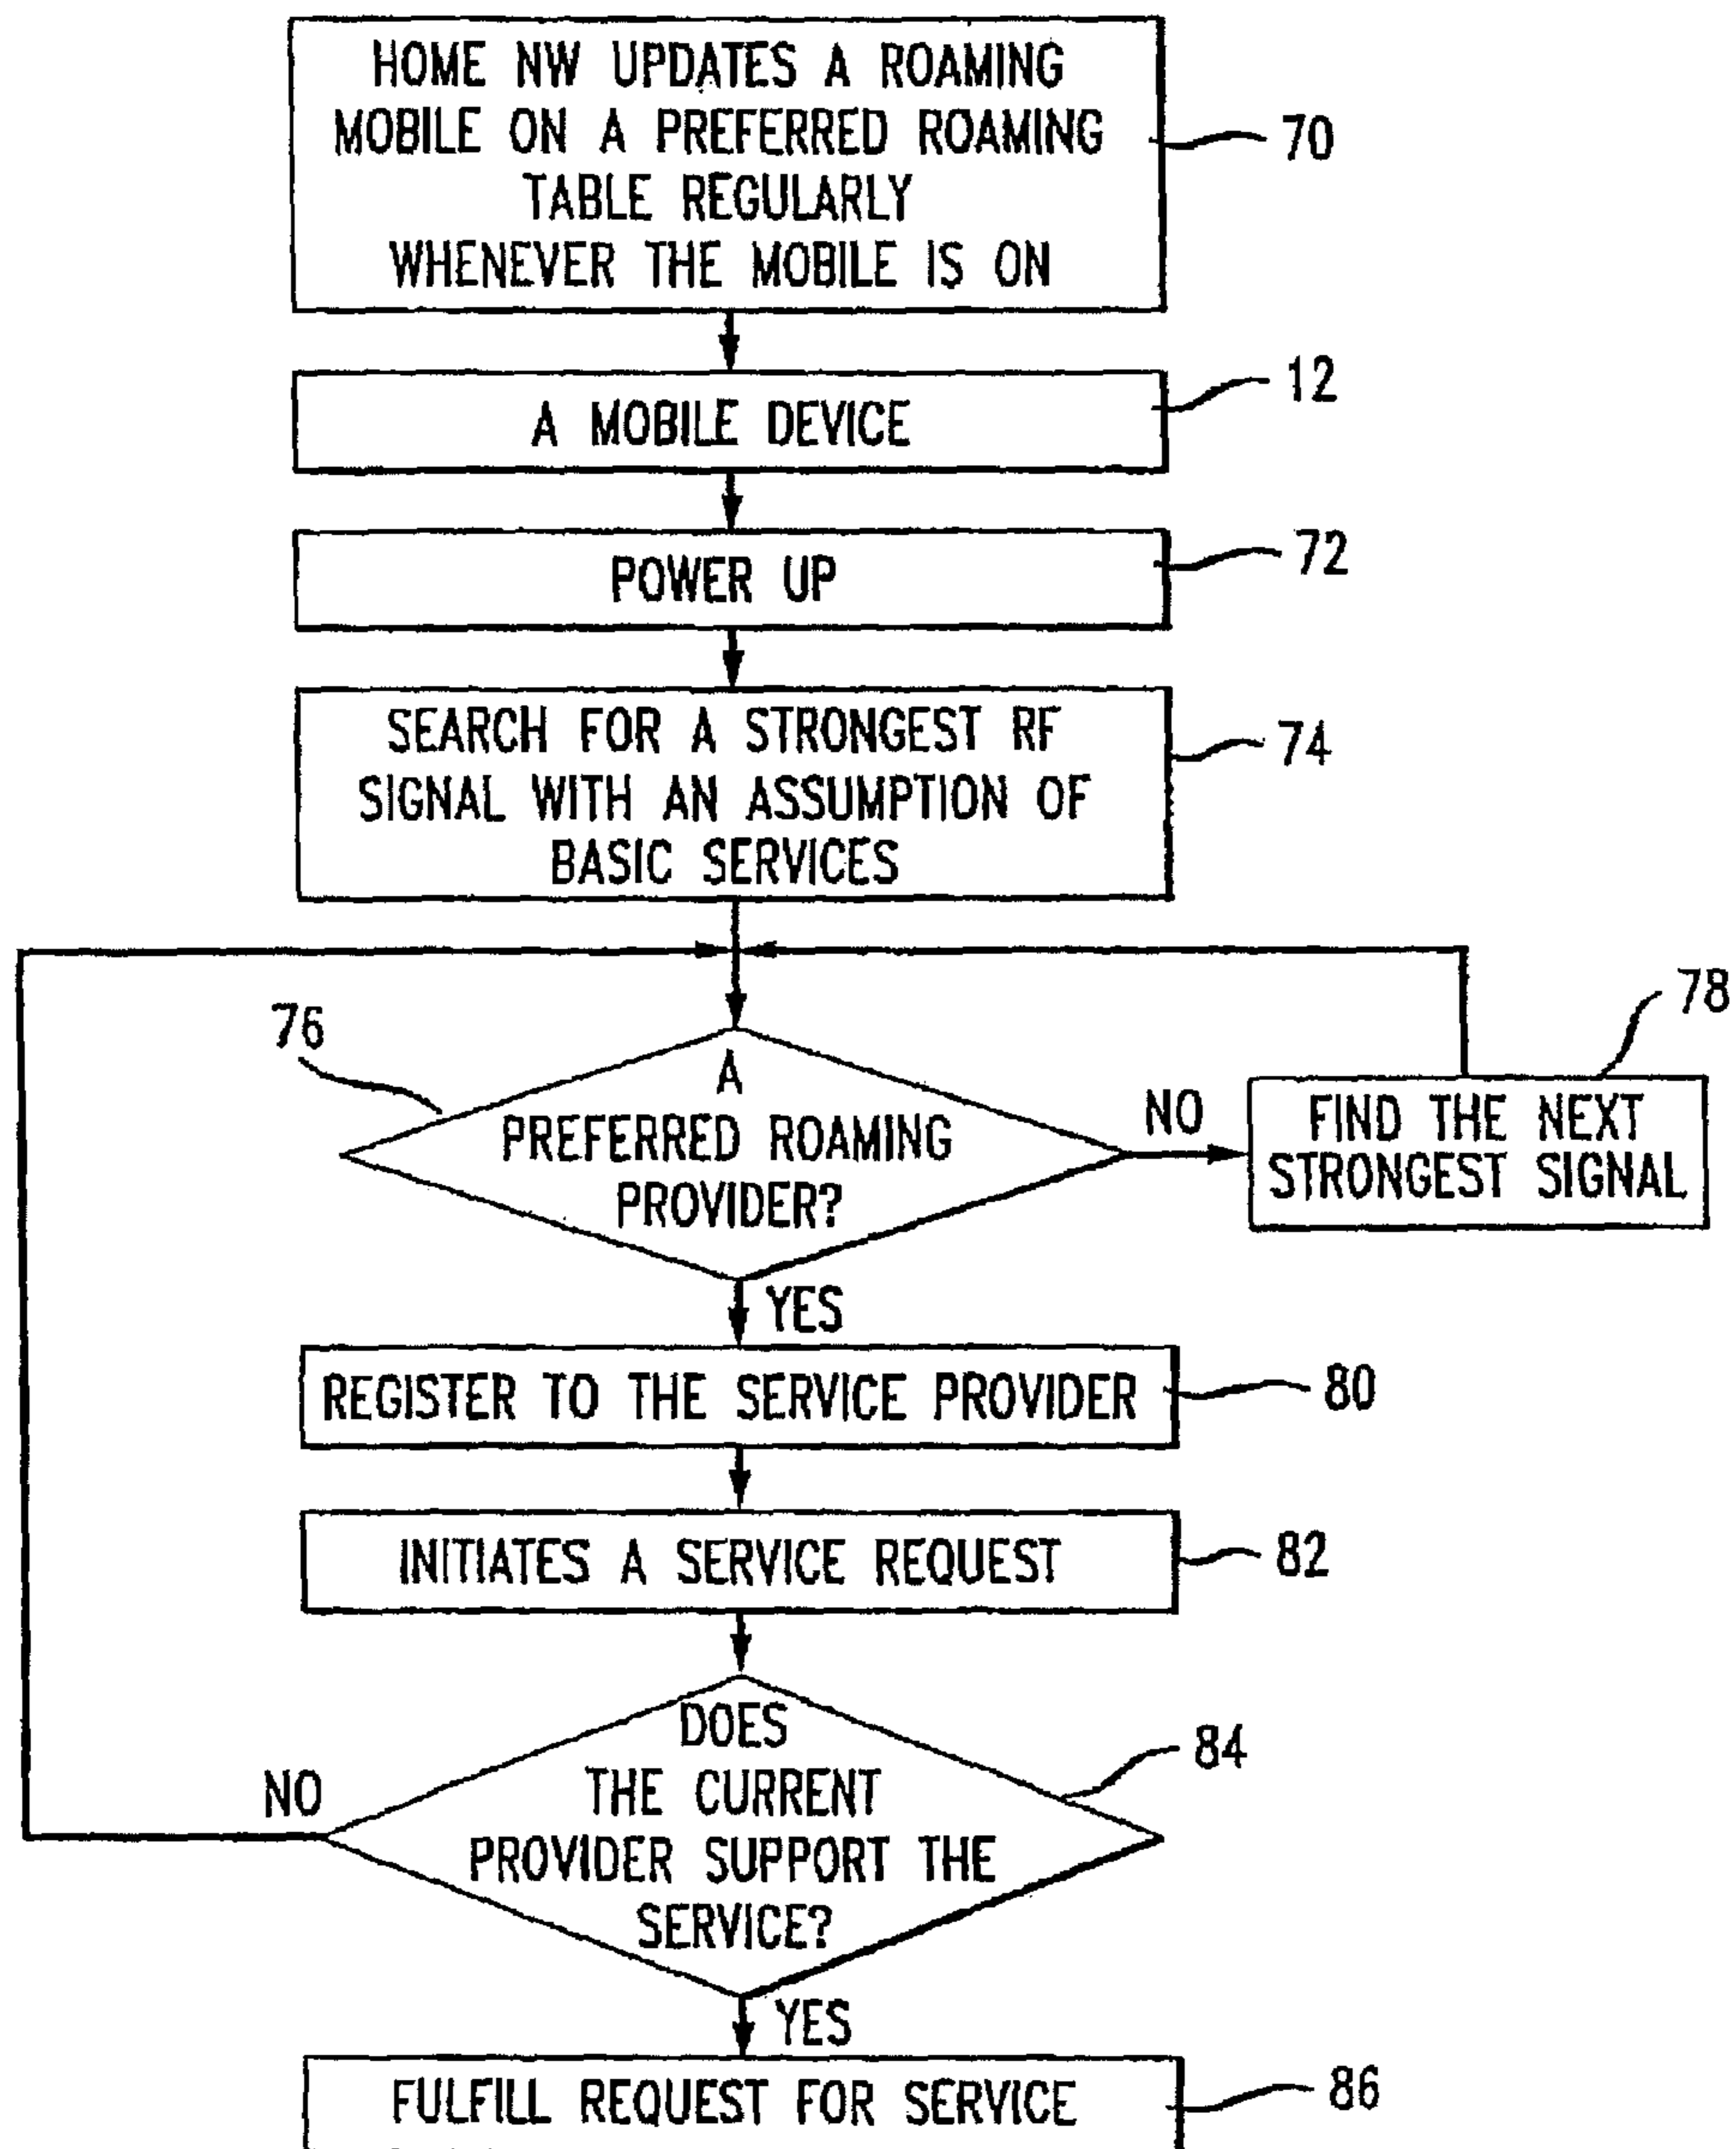 HOME NW UPDATES A ROAMING
MOBILE ON A PREFERRED ROAMING
TABLE REGULARLY
WHENEVER THE MOBILE IS ON
70
A MOBILE DEVICE
12
POWER UP
72
SEARCH FOR A STRONGEST RF
SIGNAL WITH AN ASSUMPTION OF
BASIC SERVICES
74
76
A
PREFERRED ROAMING
PROVIDER?
NO
78
FIND THE NEXT
STRONGEST SIGNAL
YES
REGISTER TO THE SERVICE PROVIDER
80
INITIATES A SERVICE REQUEST
82
DOES
THE CURRENT
PROVIDER SUPPORT THE
SERVICE?
84
NO
YES
FULFILL REQUEST FOR SERVICE
86